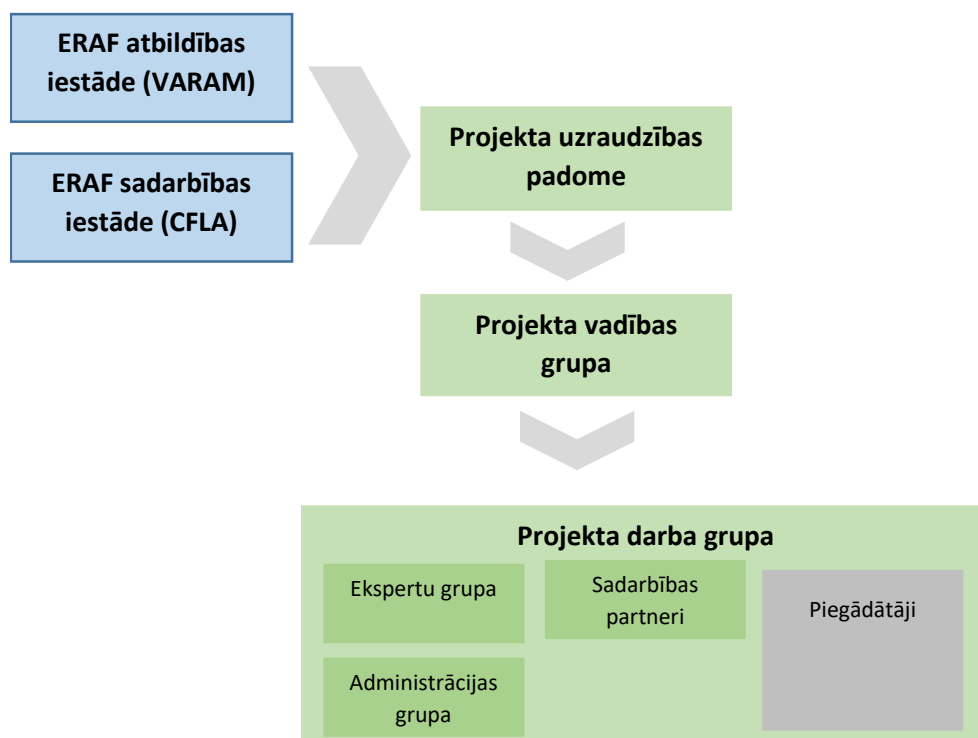 ERAF atbildības
iestāde (VARAM)
ERAF sadarbības
iestāde (CFLA)
Projekta uzraudzības
padome
Projekta vadības
grupa
Projekta darba grupa
Ekspertu grupa
Sadarbības
partneri
Piegādātāji
Administrācijas
grupa